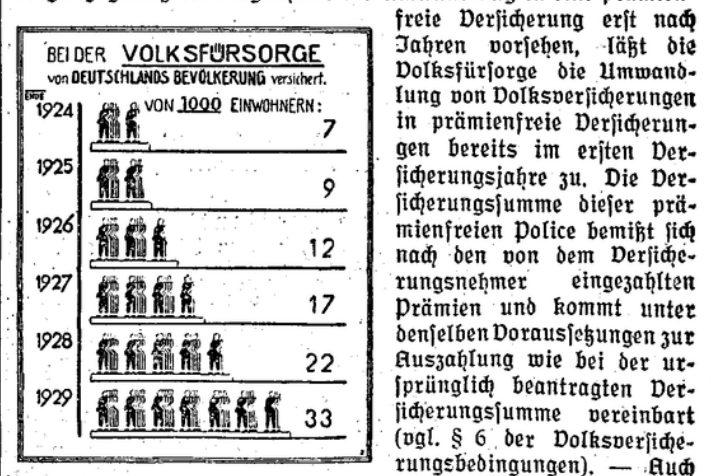 BEI DER VOLKSFÜRSORGE
von DEUTSCHLANDS BEVÖLKERUNG versichert.
ENDE
VON 1000 EINWOHNERN:
1924 7
1925 9
1926 12
1927 17
1928 22
1929 33
freie Versicherung erst nach
Jahren vorsehen, läßt die
Volksfürsorge die Umwand-
lung von Volksversicherungen
in prämienfreie Versicherun-
gen bereits im ersten Ver-
sicherungsjahre zu. Die Ver-
sicherungssumme dieser prä-
mienfreien Police bemißt sich
nach den von dem Versiche-
rungsnehmer eingezahlten
Prämien und kommt unter
denselben Voraussetzungen zur
Auszahlung wie bei der ur-
sprünglich beantragten Ver-
sicherungssumme vereinbart
(vgl. § 6 der Volksversiche-
rungsbedingungen). — Auch